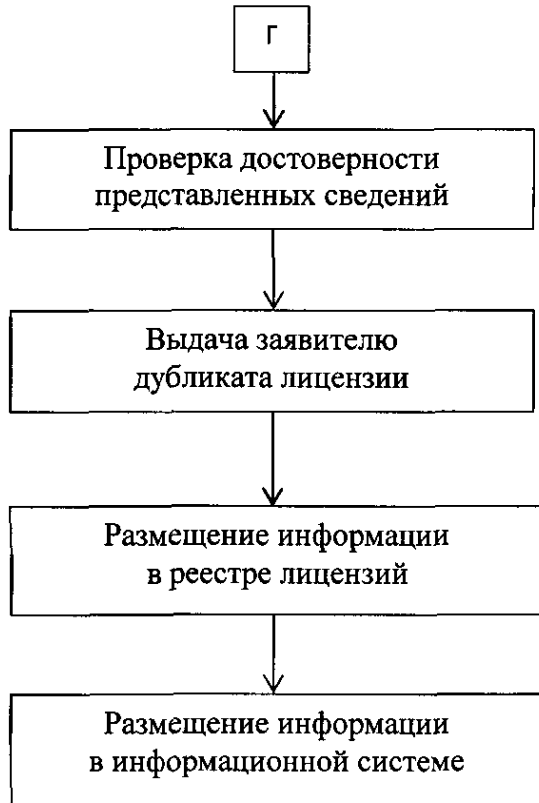 Г
Проверка достоверности
представленных сведений
Выдача заявителю
дубликата лицензии
Размещение информации
в реестре лицензий
Размещение информации
в информационной системе